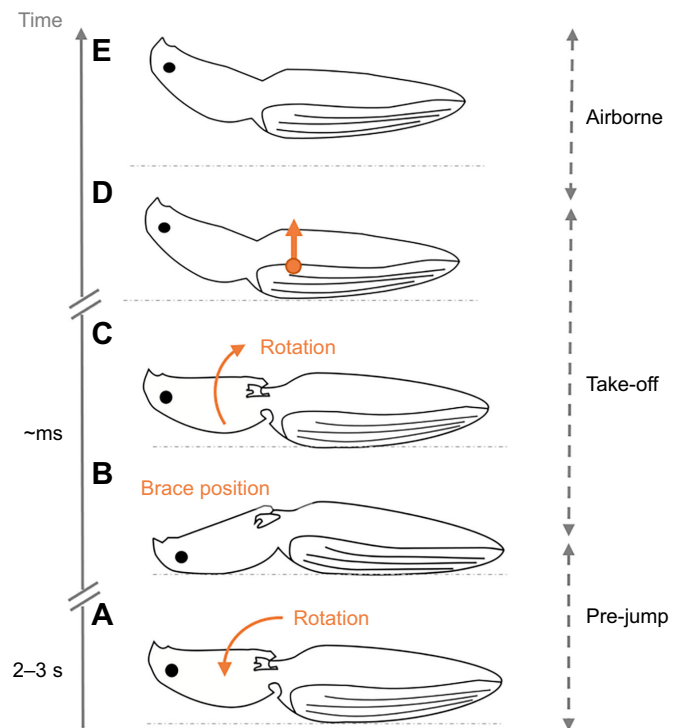 Time
E
Airborne
D
C
Rotation
Take-off
~ms
B
Brace position
A
Rotation
Pre-jump
2–3 s